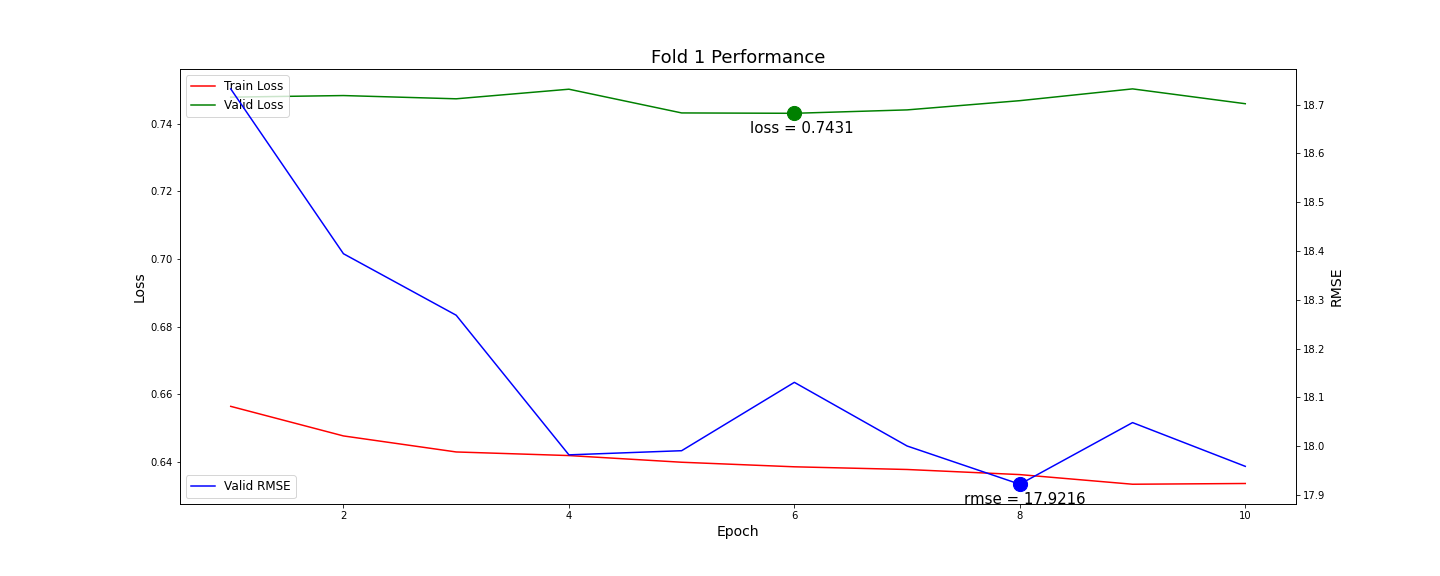 Fold 1 Performance
Train Loss
Valid Loss
loss = 0.7431
rmse = 17.9216
Valid RMSE
Loss
0.74
0.72
0.70
0.68
0.66
0.64
RMSE
18.7
18.6
18.5
18.4
18.3
18.2
18.1
18.0
17.9
2 4 6 8 10
Epoch